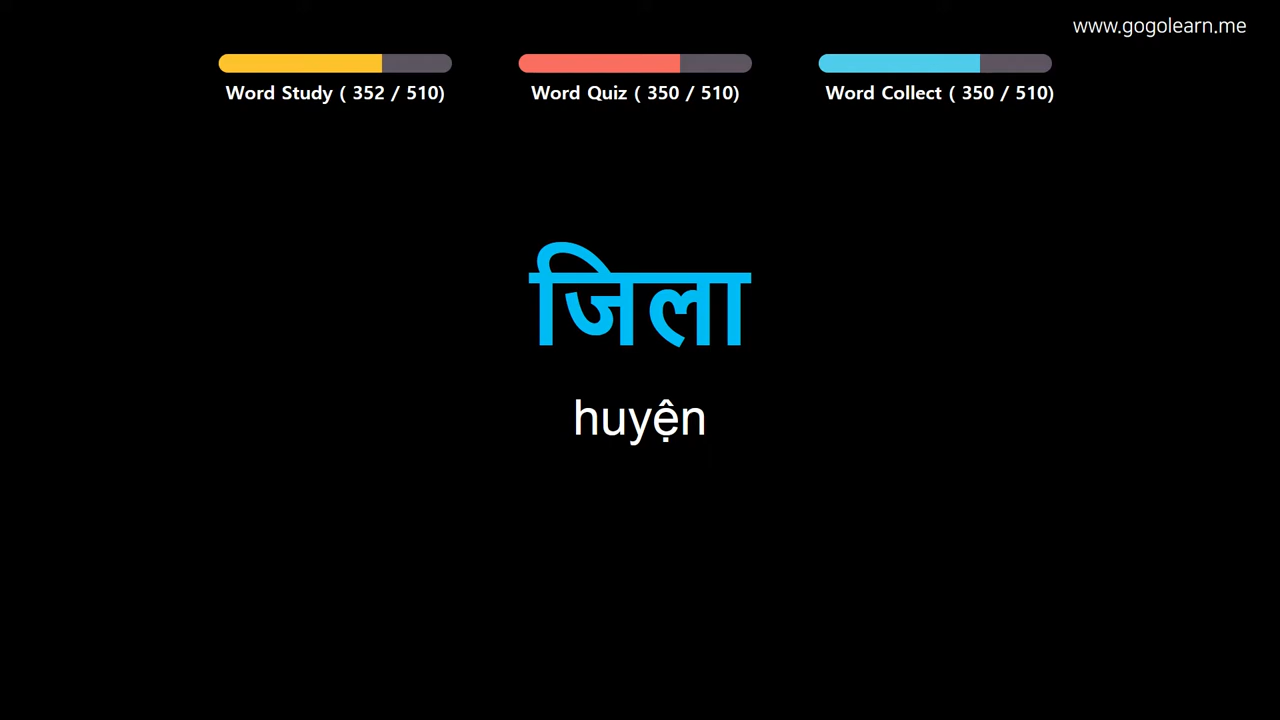 www.gogolearn.me
Word Study ( 352 / 510)
Word Quiz ( 350 / 510)
Word Collect ( 350 / 510)
जिला
huyện